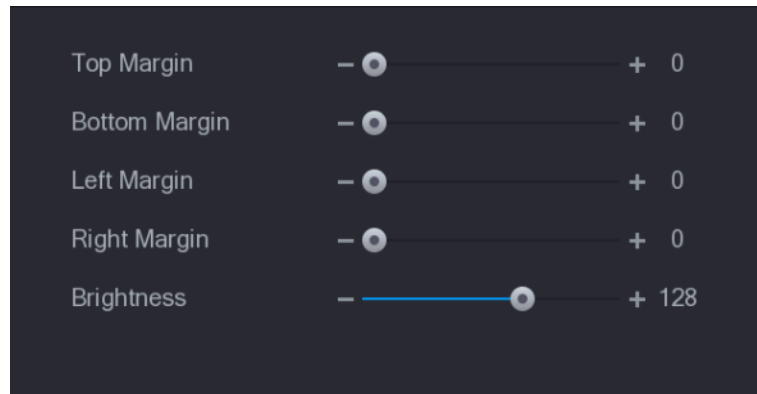 Top Margin − + 0
Bottom Margin − + 0
Left Margin − + 0
Right Margin − + 0
Brightness − + 128